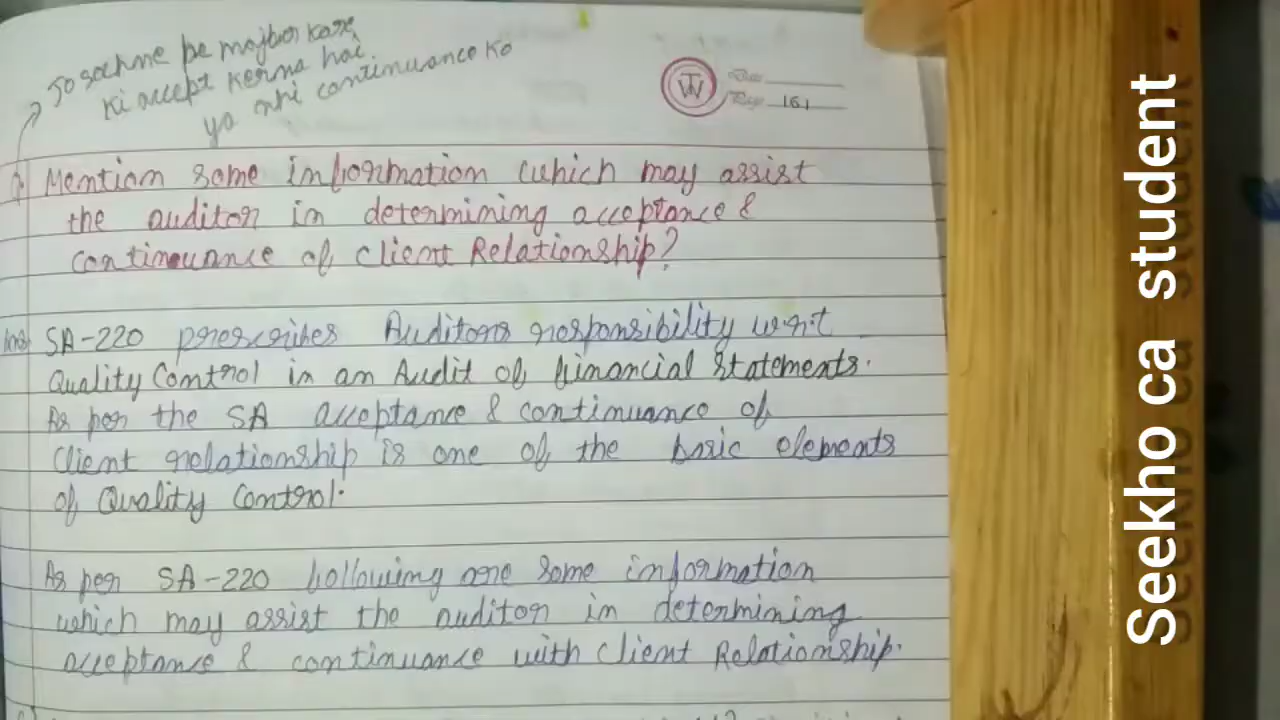 Jo sochne pe majbor kare
ki accept kerna hai
ya nhi continuance ko
Date
Page 161
Q. Mention some information which may assist
the auditor in determining acceptance &
continuance of client Relationship?
Ans SA-220 prescribes Auditors responsibility w.r.t
Quality Control in an Audit of financial Statements.
As per the SA acceptance & continuance of
Client relationship is one of the basic elements
of Quality Control.
As per SA-220 following are some information
which may assist the auditor in determining
acceptance & continuance with Client Relationship.
Seekho ca student